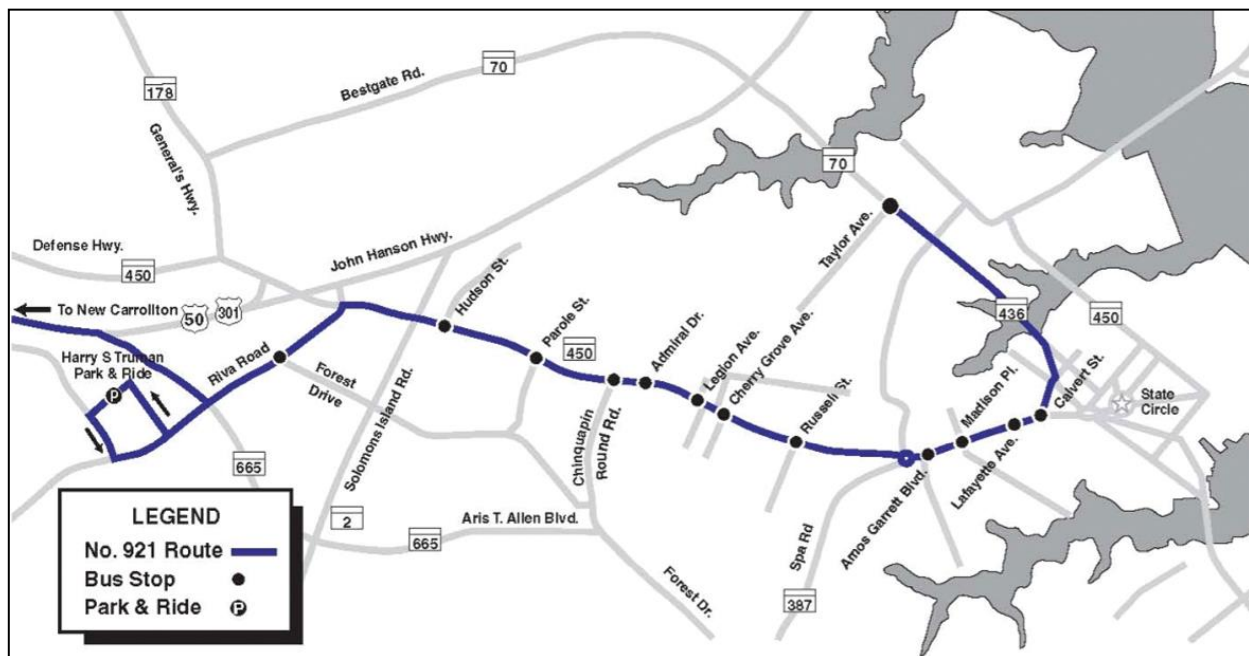 178
General's Hwy.
Bestgate Rd.
70
70
Taylor Ave.
Defense Hwy.
450
John Hanson Hwy.
To New Carrollton
50
301
Harry S Truman
Park & Ride
P
Riva Road
Forest
Drive
Solomons Island Rd.
Hudson St.
Parole St.
450
Chinquapin
Round Rd.
Admiral Dr.
Legion Ave.
Cherry Grove Ave.
Russell St.
436
450
Madison Pl.
Calvert St.
State
Circle
Lafayette Ave.
Amos Garrett Blvd.
Spa Rd
387
665
2
665
Aris T. Allen Blvd.
Forest Dr.
LEGEND
No. 921 Route
Bus Stop
Park & Ride P